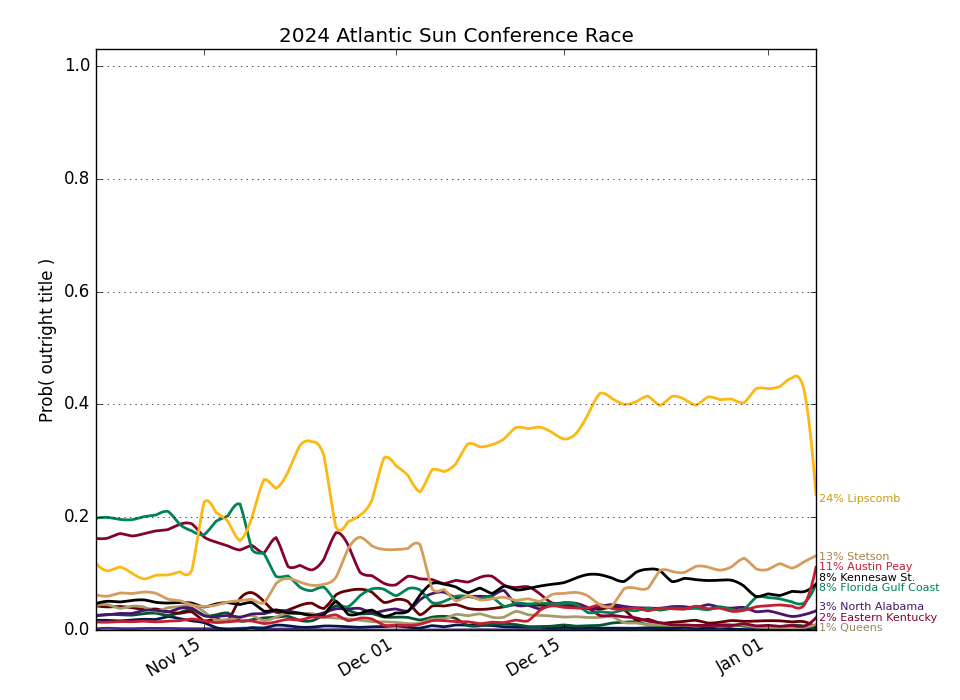 2024 Atlantic Sun Conference Race
Prob( outright title )
1.0
0.8
0.6
0.4
0.2
0.0
Nov 15
Dec 01
Dec 15
Jan 01
24% Lipscomb
13% Stetson
11% Austin Peay
8% Kennesaw St.
8% Florida Gulf Coast
3% North Alabama
2% Eastern Kentucky
1% Queens